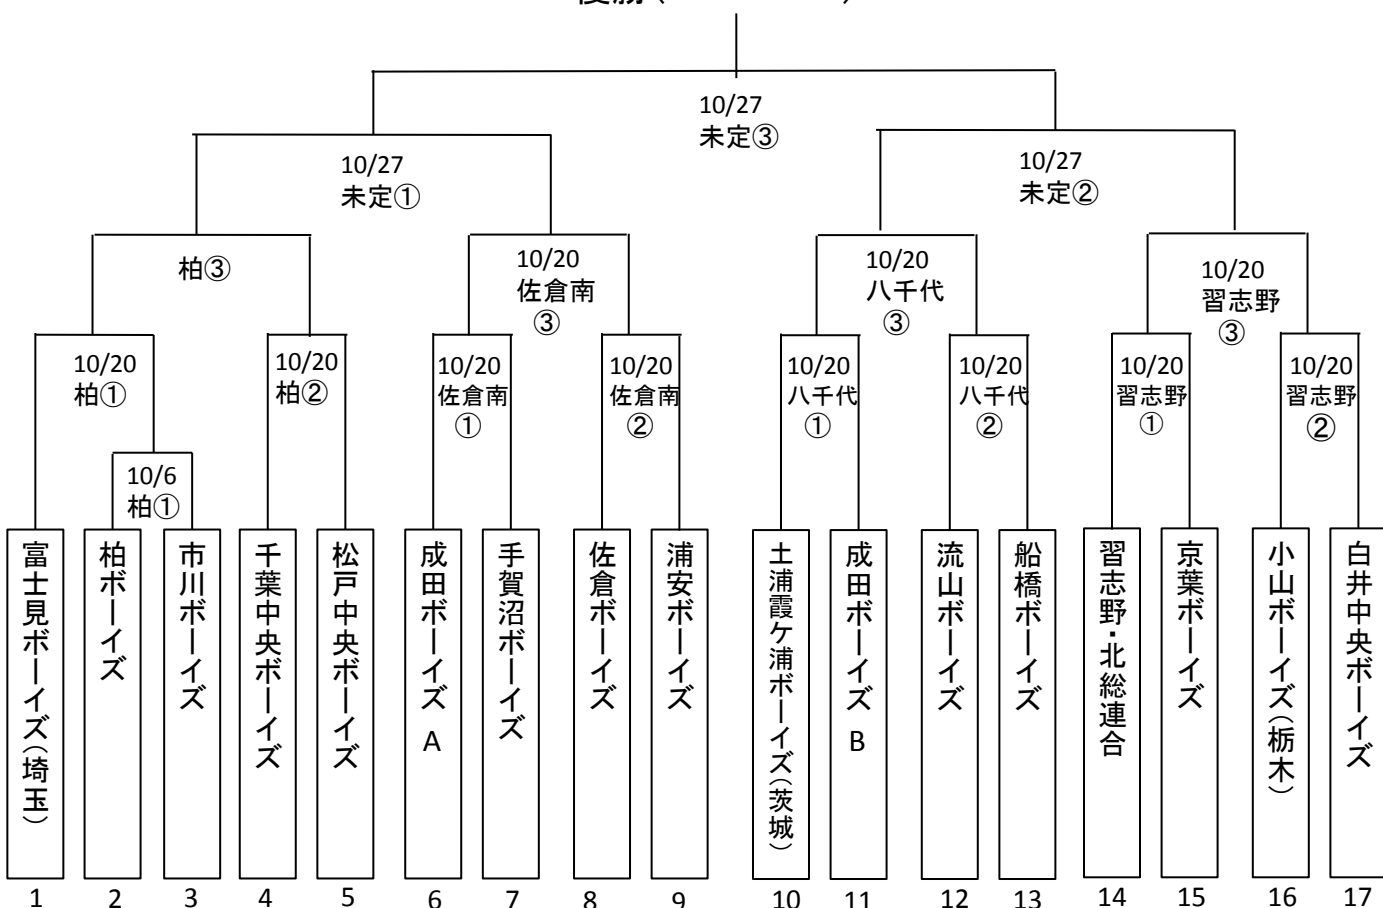 10/27
未定③
10/27
未定①
10/27
未定②
柏③
10/20
佐倉南
③
10/20
八千代
③
10/20
習志野
③
10/20
柏①
10/20
柏②
10/20
佐倉南
①
10/20
佐倉南
②
10/20
八千代
①
10/20
八千代
②
10/20
習志野
①
10/20
習志野
②
10/6
柏①
富士見ボーイズ(埼玉)
柏ボーイズ
市川ボーイズ
千葉中央ボーイズ
松戸中央ボーイズ
成田ボーイズ A
手賀沼ボーイズ
佐倉ボーイズ
浦安ボーイズ
土浦霞ケ浦ボーイズ(茨城)
成田ボーイズ B
流山ボーイズ
船橋ボーイズ
習志野・北総連合
京葉ボーイズ
小山ボーイズ(栃木)
白井中央ボーイズ
1 2 3 4 5 6 7 8 9 10 11 12 13 14 15 16 17